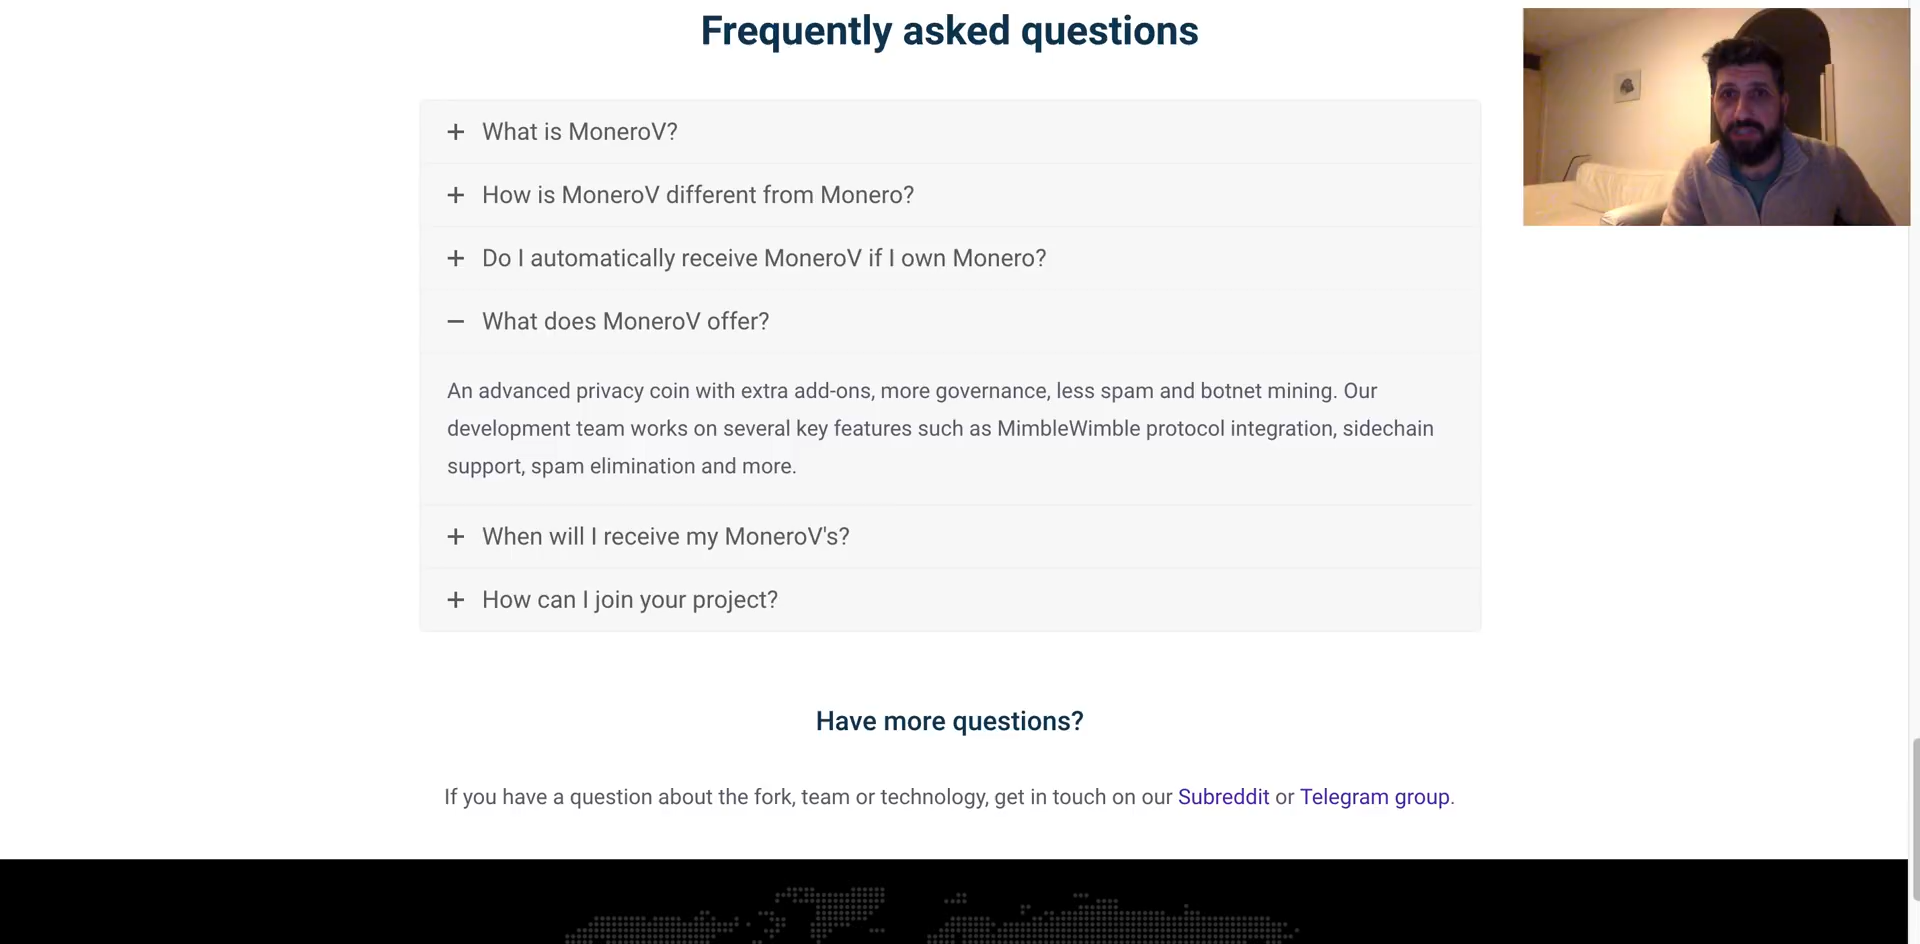 Frequently asked questions
+ What is MoneroV?
+ How is MoneroV different from Monero?
+ Do I automatically receive MoneroV if I own Monero?
− What does MoneroV offer?
An advanced privacy coin with extra add-ons, more governance, less spam and botnet mining. Our
development team works on several key features such as MimbleWimble protocol integration, sidechain
support, spam elimination and more.
+ When will I receive my MoneroV's?
+ How can I join your project?
Have more questions?
If you have a question about the fork, team or technology, get in touch on our Subreddit or Telegram group.